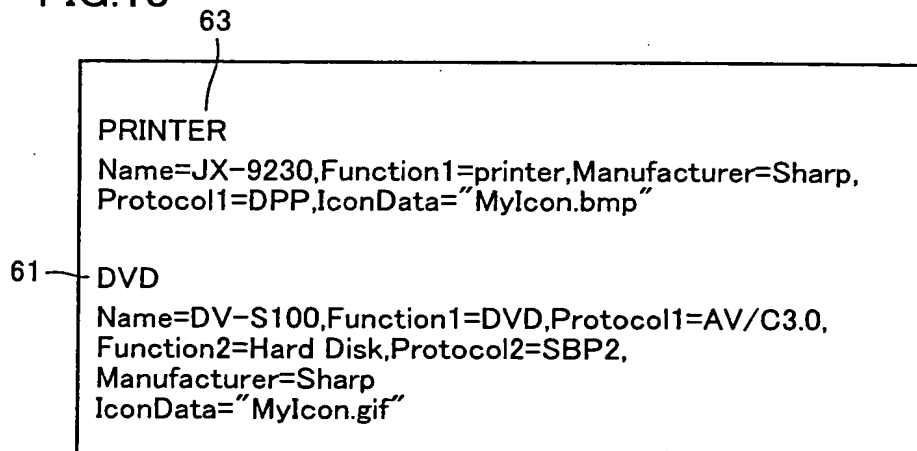 63
PRINTER
Name=JX-9230,Function1=printer,Manufacturer=Sharp,
Protocol1=DPP,IconData="MyIcon.bmp"
61
DVD
Name=DV-S100,Function1=DVD,Protocol1=AV/C3.0,
Function2=Hard Disk,Protocol2=SBP2,
Manufacturer=Sharp
IconData="MyIcon.gif"